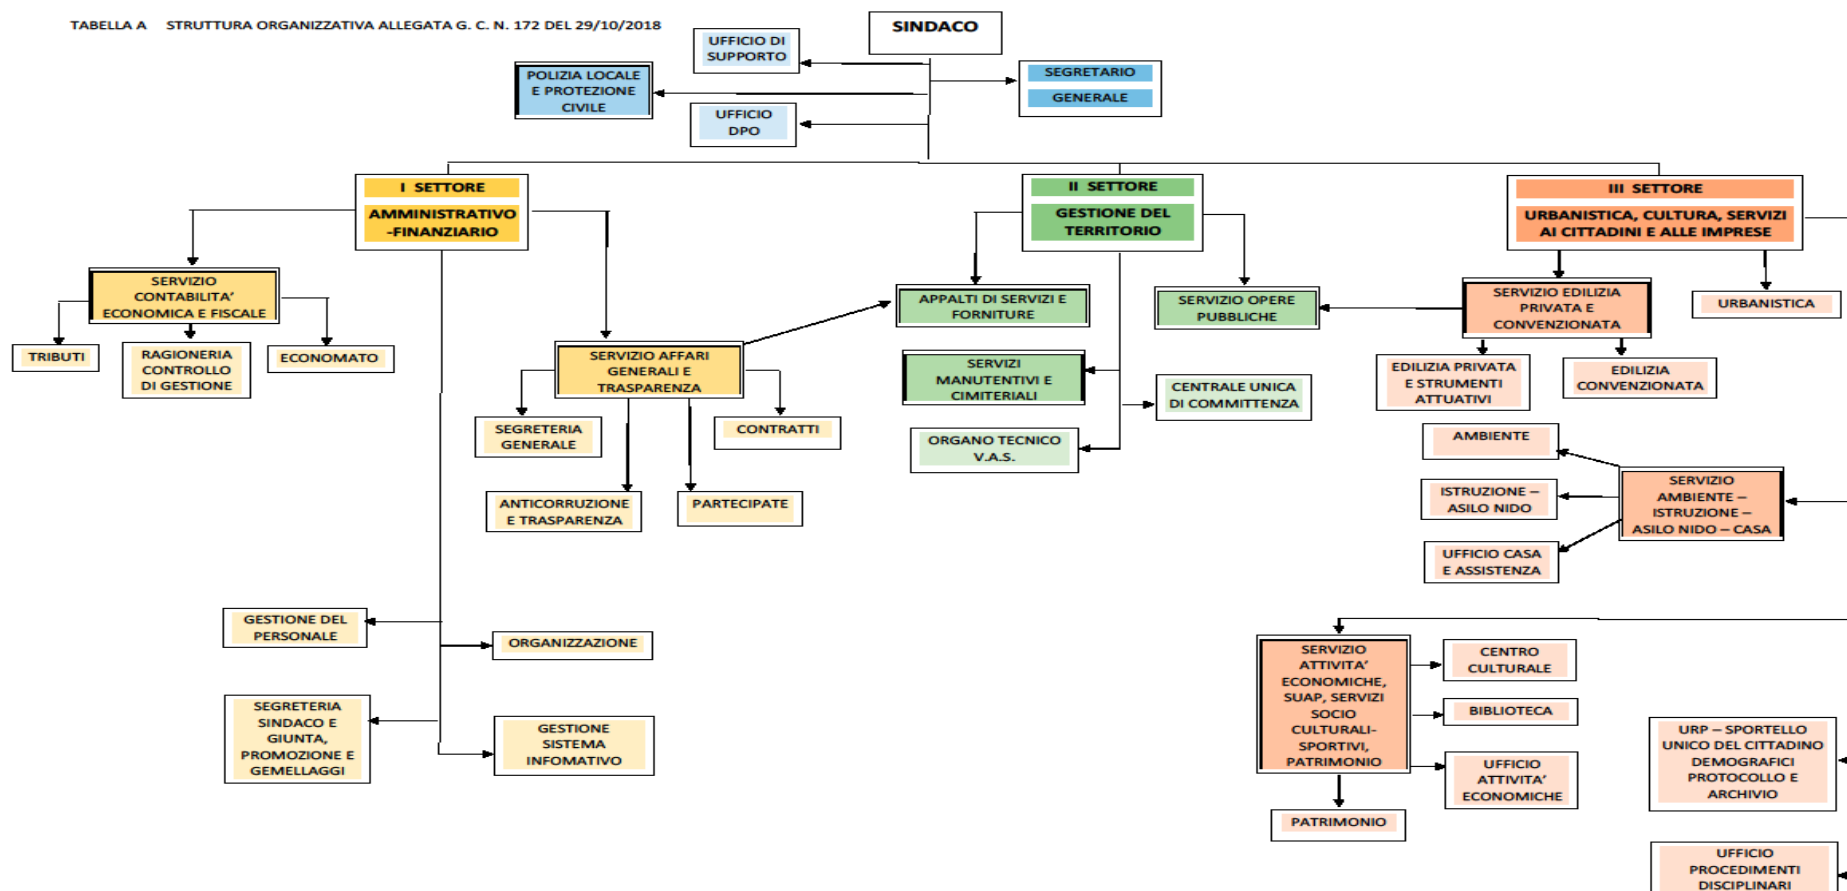 TABELLA A STRUTTURA ORGANIZZATIVA ALLEGATA G. C. N. 172 DEL 29/10/2018
SINDACO
UFFICIO DI
SUPPORTO
POLIZIA LOCALE
E PROTEZIONE
CIVILE
SEGRETARIO
GENERALE
UFFICIO
DPO
I SETTORE
AMMINISTRATIVO
-FINANZIARIO
II SETTORE
GESTIONE DEL
TERRITORIO
III SETTORE
URBANISTICA, CULTURA, SERVIZI
AI CITTADINI E ALLE IMPRESE
SERVIZIO
CONTABILITA'
ECONOMICA E FISCALE
TRIBUTI
RAGIONERIA
CONTROLLO
DI GESTIONE
ECONOMATO
SERVIZIO AFFARI
GENERALI E
TRASPARENZA
SEGRETERIA
GENERALE
CONTRATTI
ANTICORRUZIONE
E TRASPARENZA
PARTECIPATE
APPALTI DI SERVIZI E
FORNITURE
SERVIZIO OPERE
PUBBLICHE
SERVIZI
MANUTENTIVI E
CIMITERIALI
CENTRALE UNICA
DI COMMITTENZA
ORGANO TECNICO
V.A.S.
SERVIZIO EDILIZIA
PRIVATA E
CONVENZIONATA
URBANISTICA
EDILIZIA PRIVATA
E STRUMENTI
ATTUATIVI
EDILIZIA
CONVENZIONATA
AMBIENTE
ISTRUZIONE –
ASILO NIDO
UFFICIO CASA
E ASSISTENZA
SERVIZIO
AMBIENTE –
ISTRUZIONE –
ASILO NIDO – CASA
GESTIONE DEL
PERSONALE
ORGANIZZAZIONE
SEGRETERIA
SINDACO E
GIUNTA,
PROMOZIONE E
GEMELLAGGI
GESTIONE
SISTEMA
INFOMATIVO
SERVIZIO
ATTIVITA'
ECONOMICHE,
SUAP, SERVIZI
SOCIO
CULTURALI-
SPORTIVI,
PATRIMONIO
CENTRO
CULTURALE
BIBLIOTECA
UFFICIO
ATTIVITA'
ECONOMICHE
PATRIMONIO
URP – SPORTELLO
UNICO DEL CITTADINO
DEMOGRAFICI
PROTOCOLLO E
ARCHIVIO
UFFICIO
PROCEDIMENTI
DISCIPLINARI